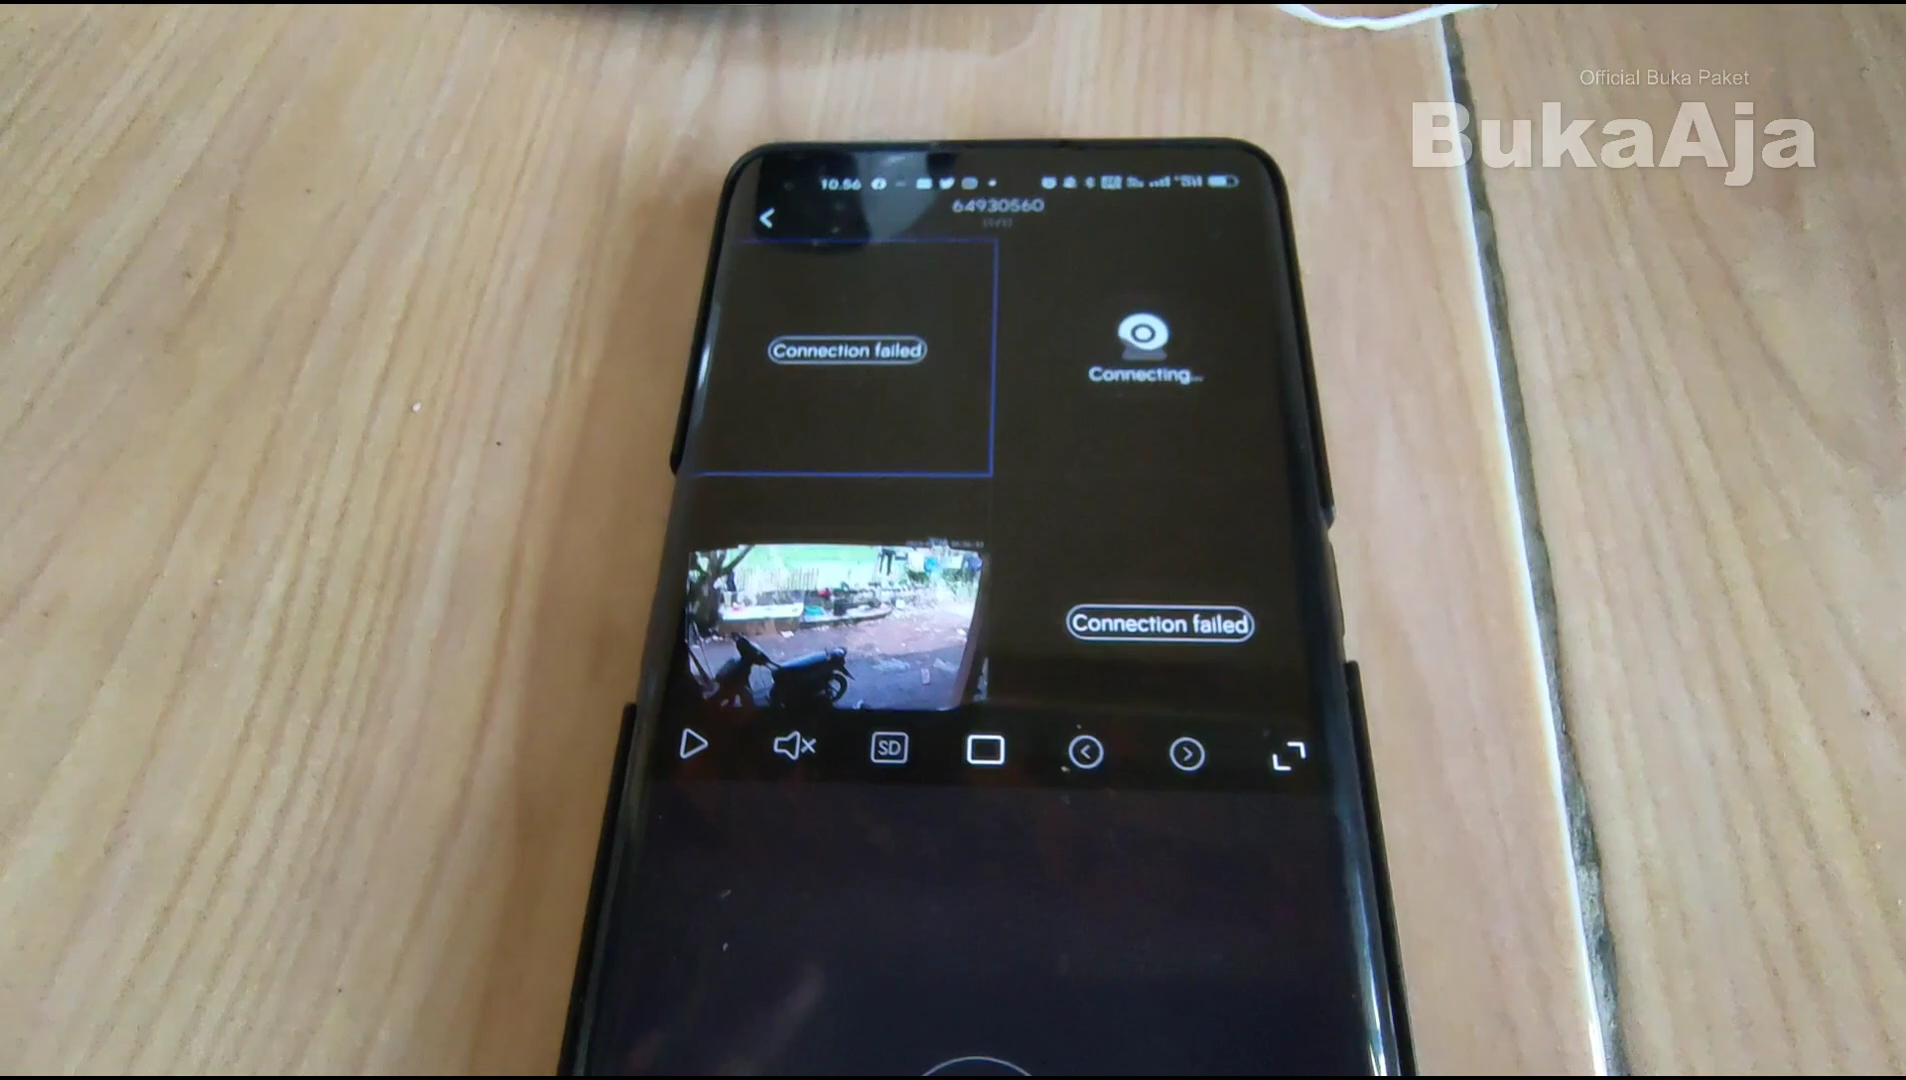 Official Buka Paket
BukaAja
10.56
64930560
Connection failed
Connecting...
Connection failed
SD